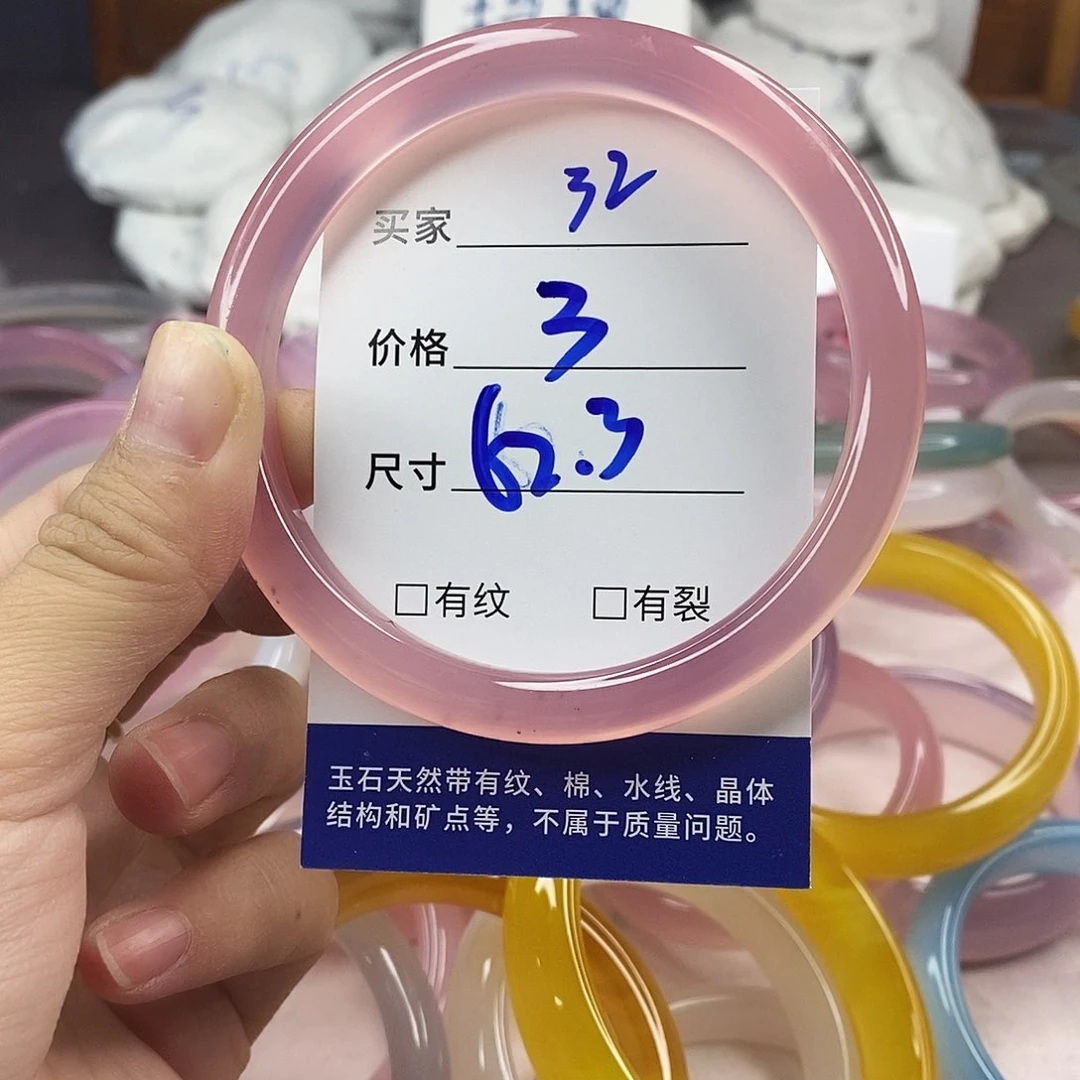 买家 32
价格 3
尺寸 62.3
□有纹 □有裂
玉石天然带有纹、棉、水线、晶体
结构和矿点等，不属于质量问题。